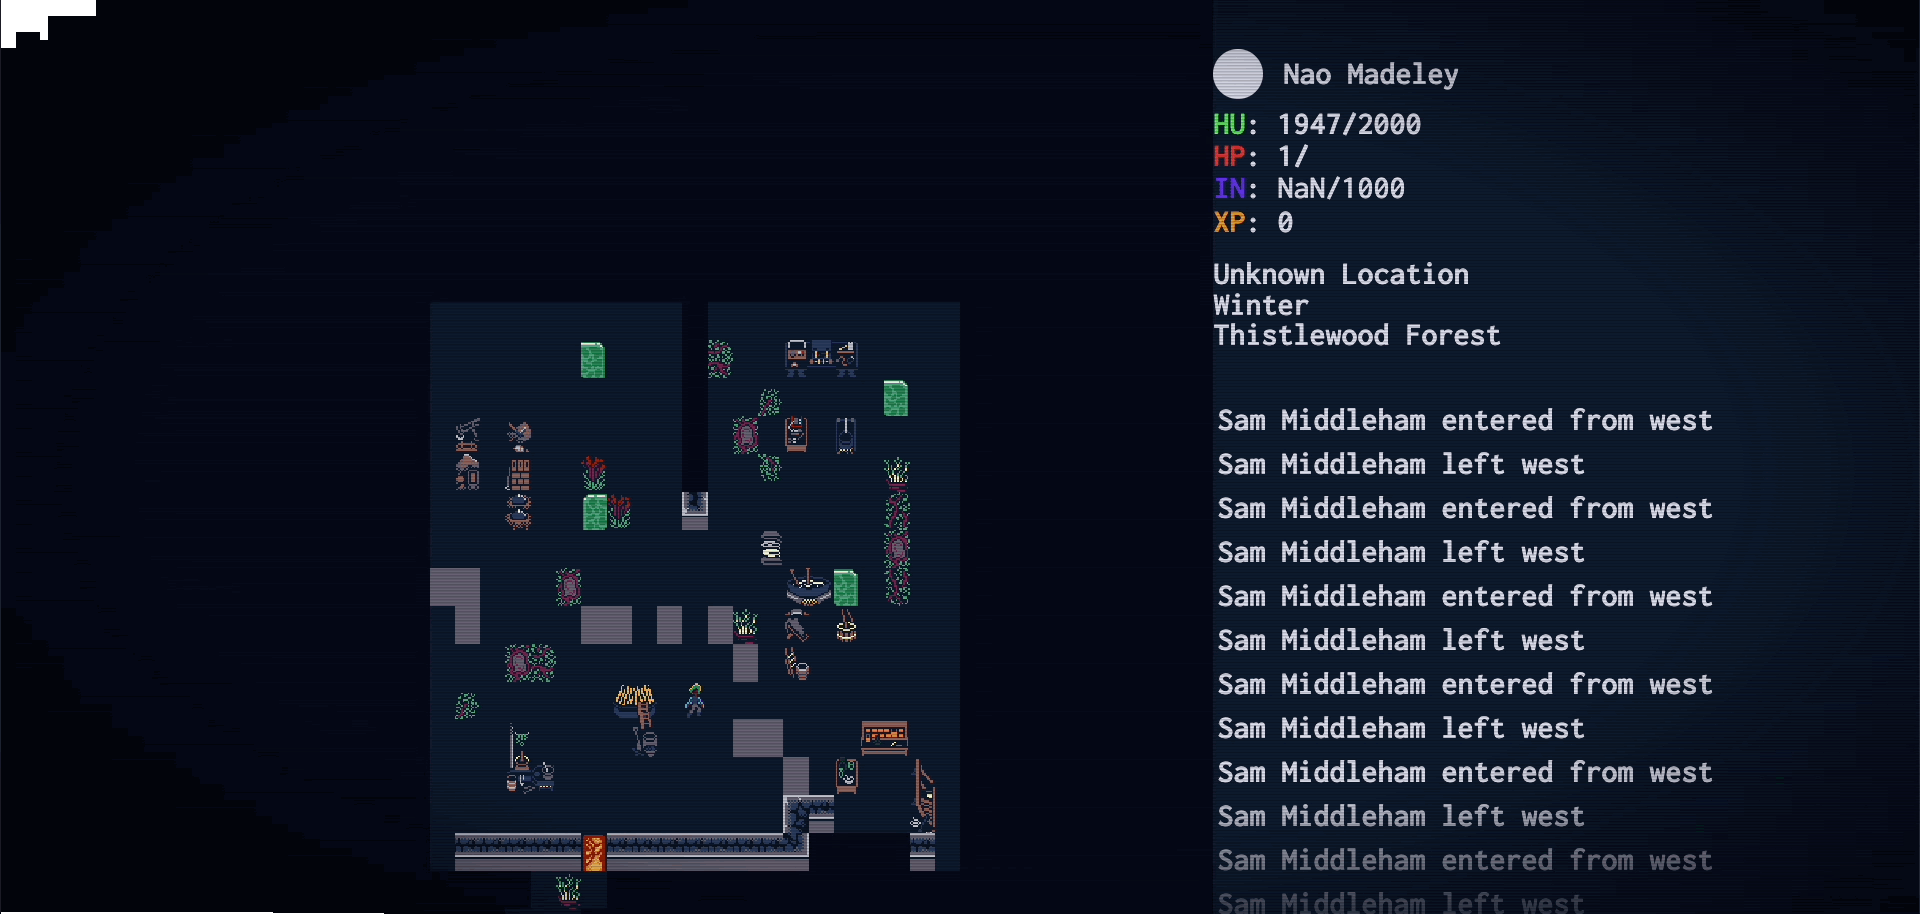 Nao Madeley
HU: 1947/2000
HP: 1/
IN: NaN/1000
XP: 0
Unknown Location
Winter
Thistlewood Forest
Sam Middleham entered from west
Sam Middleham left west
Sam Middleham entered from west
Sam Middleham left west
Sam Middleham entered from west
Sam Middleham left west
Sam Middleham entered from west
Sam Middleham left west
Sam Middleham entered from west
Sam Middleham left west
Sam Middleham entered from west
Sam Middleham left west